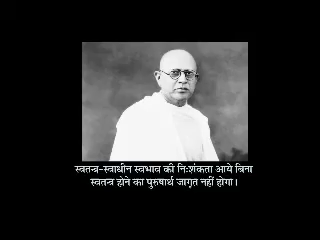 स्वतन्त्र-स्वाधीन स्वभाव की निःशंकता आये बिना
स्वतन्त्र होने का पुरुषार्थ जागृत नहीं होगा।